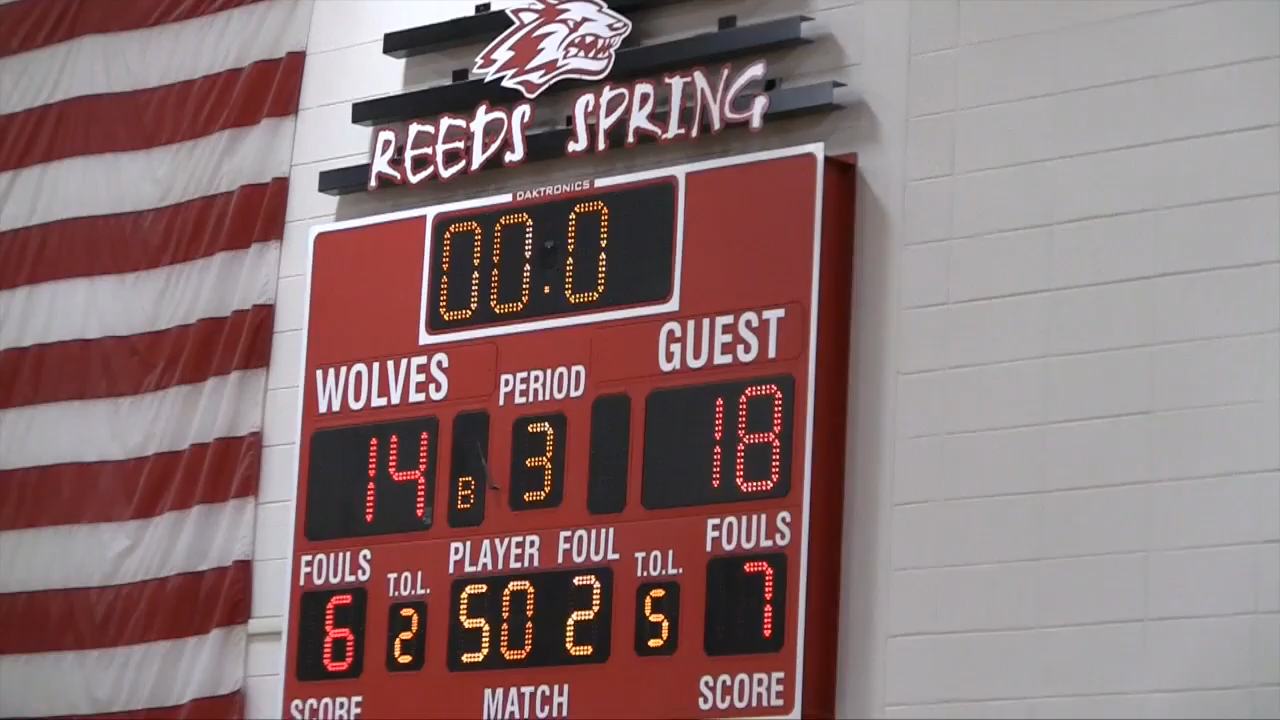 REEDS SPRING
DAKTRONICS
00.0
WOLVES PERIOD GUEST
14 B 3 18
FOULS T.O.L. PLAYER FOUL T.O.L. FOULS
6 2 50 2 5 7
SCORE MATCH SCORE